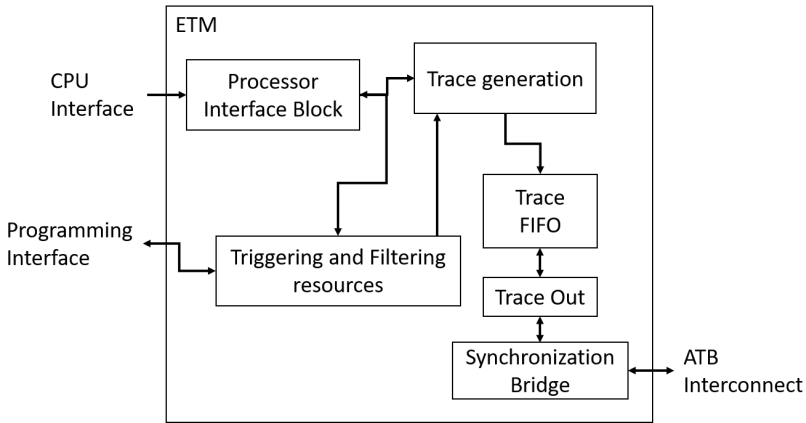 ETM
CPU
Interface
Processor
Interface Block
Trace generation
Programming
Interface
Triggering and Filtering
resources
Trace
FIFO
Trace Out
Synchronization
Bridge
ATB
Interconnect